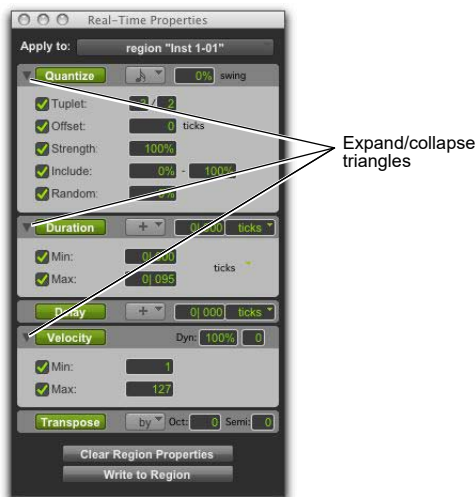 Real-Time Properties
Apply to: region "Inst 1-01"
Quantize 0% swing
Tuplet: / 2
Offset: 0 ticks
Strength: 100%
Include: 0% - 100%
Random:
Expand/collapse
triangles
Duration + 0| 000 ticks
Min:
ticks
Max: 0| 095
Delay + 0| 000 ticks
Velocity Dyn: 100% 0
Min: 1
Max: 127
Transpose by Oct: 0 Semi: 0
Clear Region Properties
Write to Region